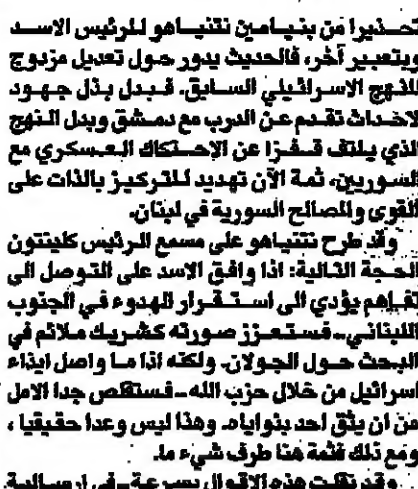 تحذيرا من بنيامين نتنياهو للرئيس الاسد
وبتعبير آخر، فالحديث يدور حول تعديل مزدوج
للنهج الاسرائيلي السابق. فبدل بذل جهود
لاحداث تقدم عن الدرب مع دمشق وبدل النهج
الذي يلتف قفزا عن الاحتكاك العسكري مع
السوريين، ثمة الآن تهديد للتركيز بالذات على
القوى والمصالح السورية في لبنان.
وقد طرح نتنياهو على مسمع الرئيس كلينتون
الحجة التالية: اذا وافق الاسد على التوصل الى
تفاهم يؤدي الى استقرار الهدوء في الجنوب
اللبناني.. فستعزز صورته كشريك ملائم في
البحث حول الجولان. ولكنه اذا ما واصل ايذاء
اسرائيل من خلال حزب الله ـ فستقلص جدا الامل
من ان يثق احد بنواياه. وهذا ليس وعدا حقيقيا ،
ومع ذلك فثمة هنا طرف شيء ما.
وقد نقلت هذه الاقوال بسرعة ـ في ارسالية